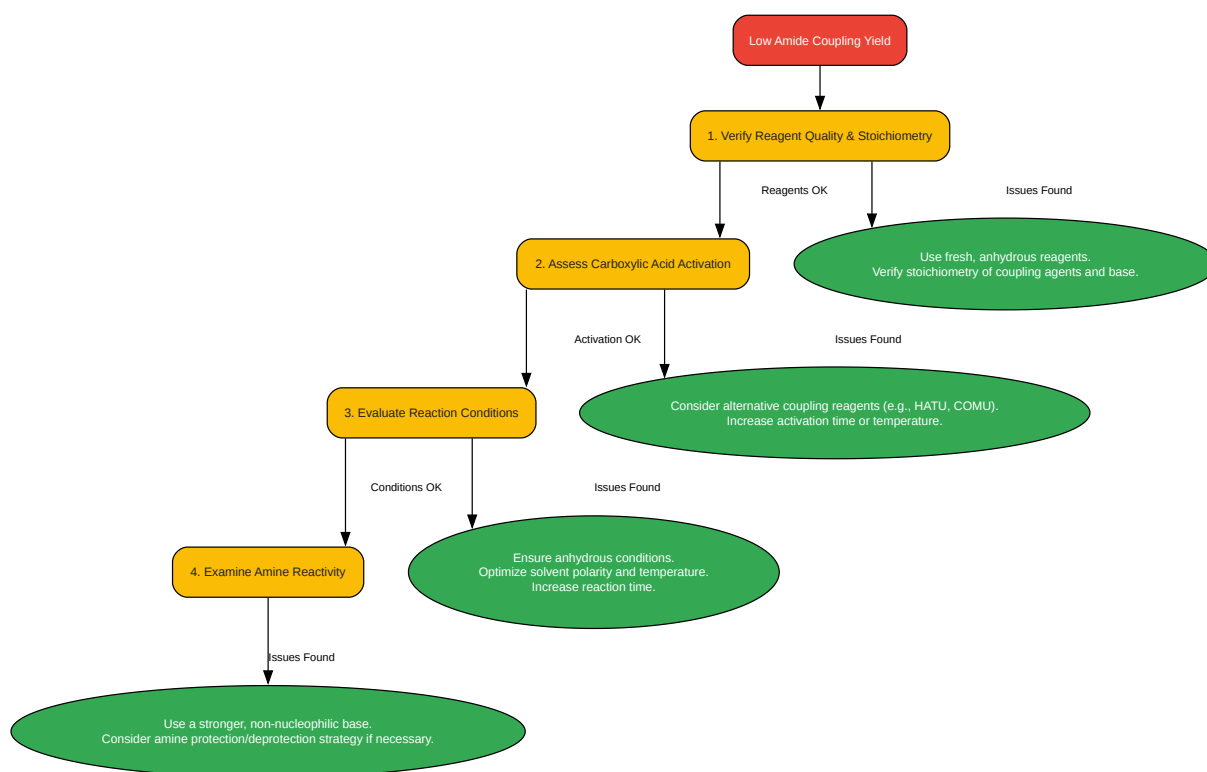 Low Amide Coupling Yield
1. Verify Reagent Quality & Stoichiometry
Reagents OK
Issues Found
2. Assess Carboxylic Acid Activation
Use fresh, anhydrous reagents.
Verify stoichiometry of coupling agents and base.
Activation OK
Issues Found
3. Evaluate Reaction Conditions
Consider alternative coupling reagents (e.g., HATU, COMU).
Increase activation time or temperature.
Conditions OK
Issues Found
4. Examine Amine Reactivity
Ensure anhydrous conditions.
Optimize solvent polarity and temperature.
Increase reaction time.
Issues Found
Use a stronger, non-nucleophilic base.
Consider amine protection/deprotection strategy if necessary.